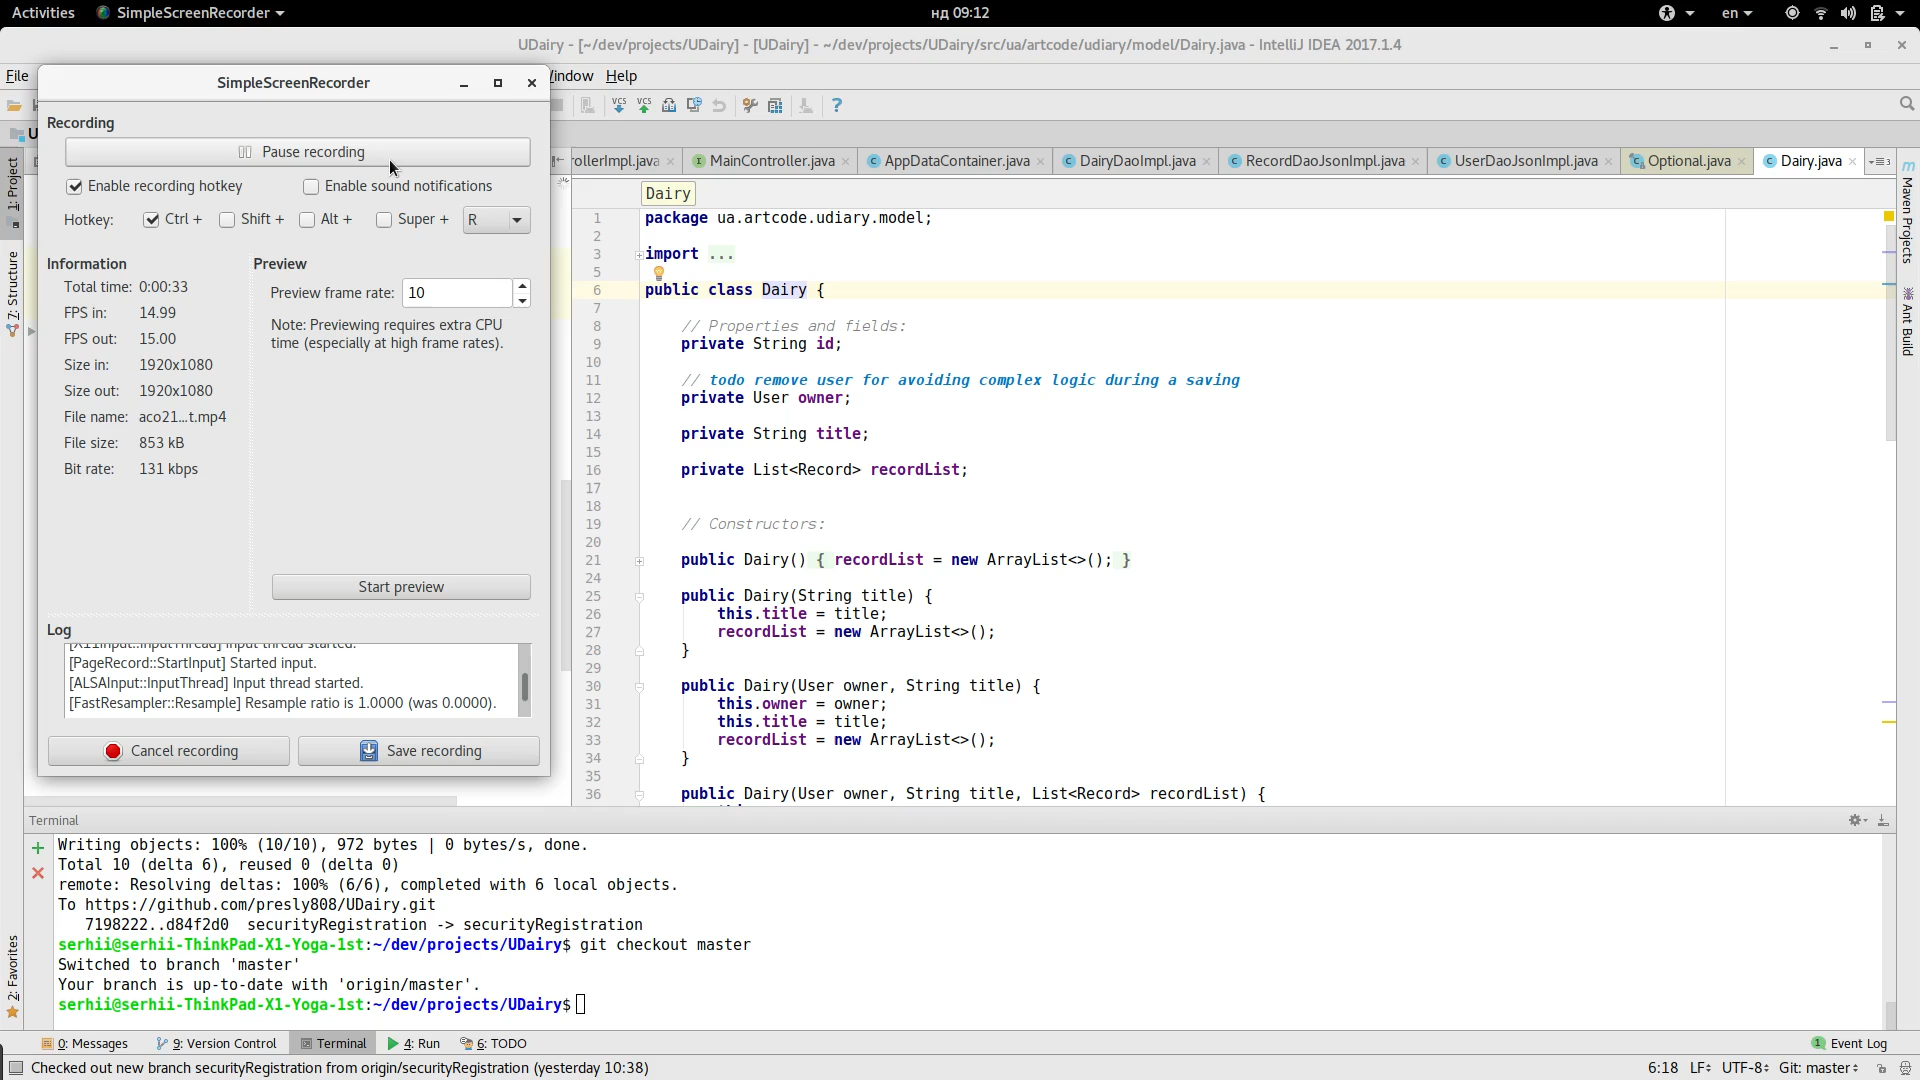 Activities SimpleScreenRecorder нд 09:12 en
UDairy - [~/dev/projects/UDairy] - [UDairy] - ~/dev/projects/UDairy/src/ua/artcode/udiary/model/Dairy.java - IntelliJ IDEA 2017.1.4
File Window Help
SimpleScreenRecorder
Recording
Pause recording
Enable recording hotkey Enable sound notifications
Hotkey: Ctrl + Shift + Alt + Super + R
Information
Total time: 0:00:33
FPS in: 14.99
FPS out: 15.00
Size in: 1920x1080
Size out: 1920x1080
File name: aco21...t.mp4
File size: 853 kB
Bit rate: 131 kbps
Preview
Preview frame rate: 10
Note: Previewing requires extra CPU
time (especially at high frame rates).
Start preview
Log
[X11Input::InputThread] Input thread started.
[PageRecord::StartInput] Started input.
[ALSAInput::InputThread] Input thread started.
[FastResampler::Resample] Resample ratio is 1.0000 (was 0.0000).
Cancel recording Save recording
1: Project
7: Structure
2: Favorites
rollerImpl.java MainController.java AppDataContainer.java DairyDaoImpl.java RecordDaoJsonImpl.java UserDaoJsonImpl.java Optional.java Dairy.java
Dairy
1 package ua.artcode.udiary.model;
2
3 import ...
5
6 public class Dairy {
7
8 // Properties and fields:
9 private String id;
10
11 // todo remove user for avoiding complex logic during a saving
12 private User owner;
13
14 private String title;
15
16 private List<Record> recordList;
17
18
19 // Constructors:
20
21 public Dairy() { recordList = new ArrayList<>(); }
24
25 public Dairy(String title) {
26 this.title = title;
27 recordList = new ArrayList<>();
28 }
29
30 public Dairy(User owner, String title) {
31 this.owner = owner;
32 this.title = title;
33 recordList = new ArrayList<>();
34 }
35
36 public Dairy(User owner, String title, List<Record> recordList) {
Maven Projects
Ant Build
Terminal
Writing objects: 100% (10/10), 972 bytes | 0 bytes/s, done.
Total 10 (delta 6), reused 0 (delta 0)
remote: Resolving deltas: 100% (6/6), completed with 6 local objects.
To https://github.com/presly808/UDairy.git
7198222..d84f2d0 securityRegistration -> securityRegistration
serhii@serhii-ThinkPad-X1-Yoga-1st:~/dev/projects/UDairy$ git checkout master
Switched to branch 'master'
Your branch is up-to-date with 'origin/master'.
serhii@serhii-ThinkPad-X1-Yoga-1st:~/dev/projects/UDairy$
0: Messages 9: Version Control Terminal 4: Run 6: TODO 1 Event Log
Checked out new branch securityRegistration from origin/securityRegistration (yesterday 10:38) 6:18 LF UTF-8 Git: master